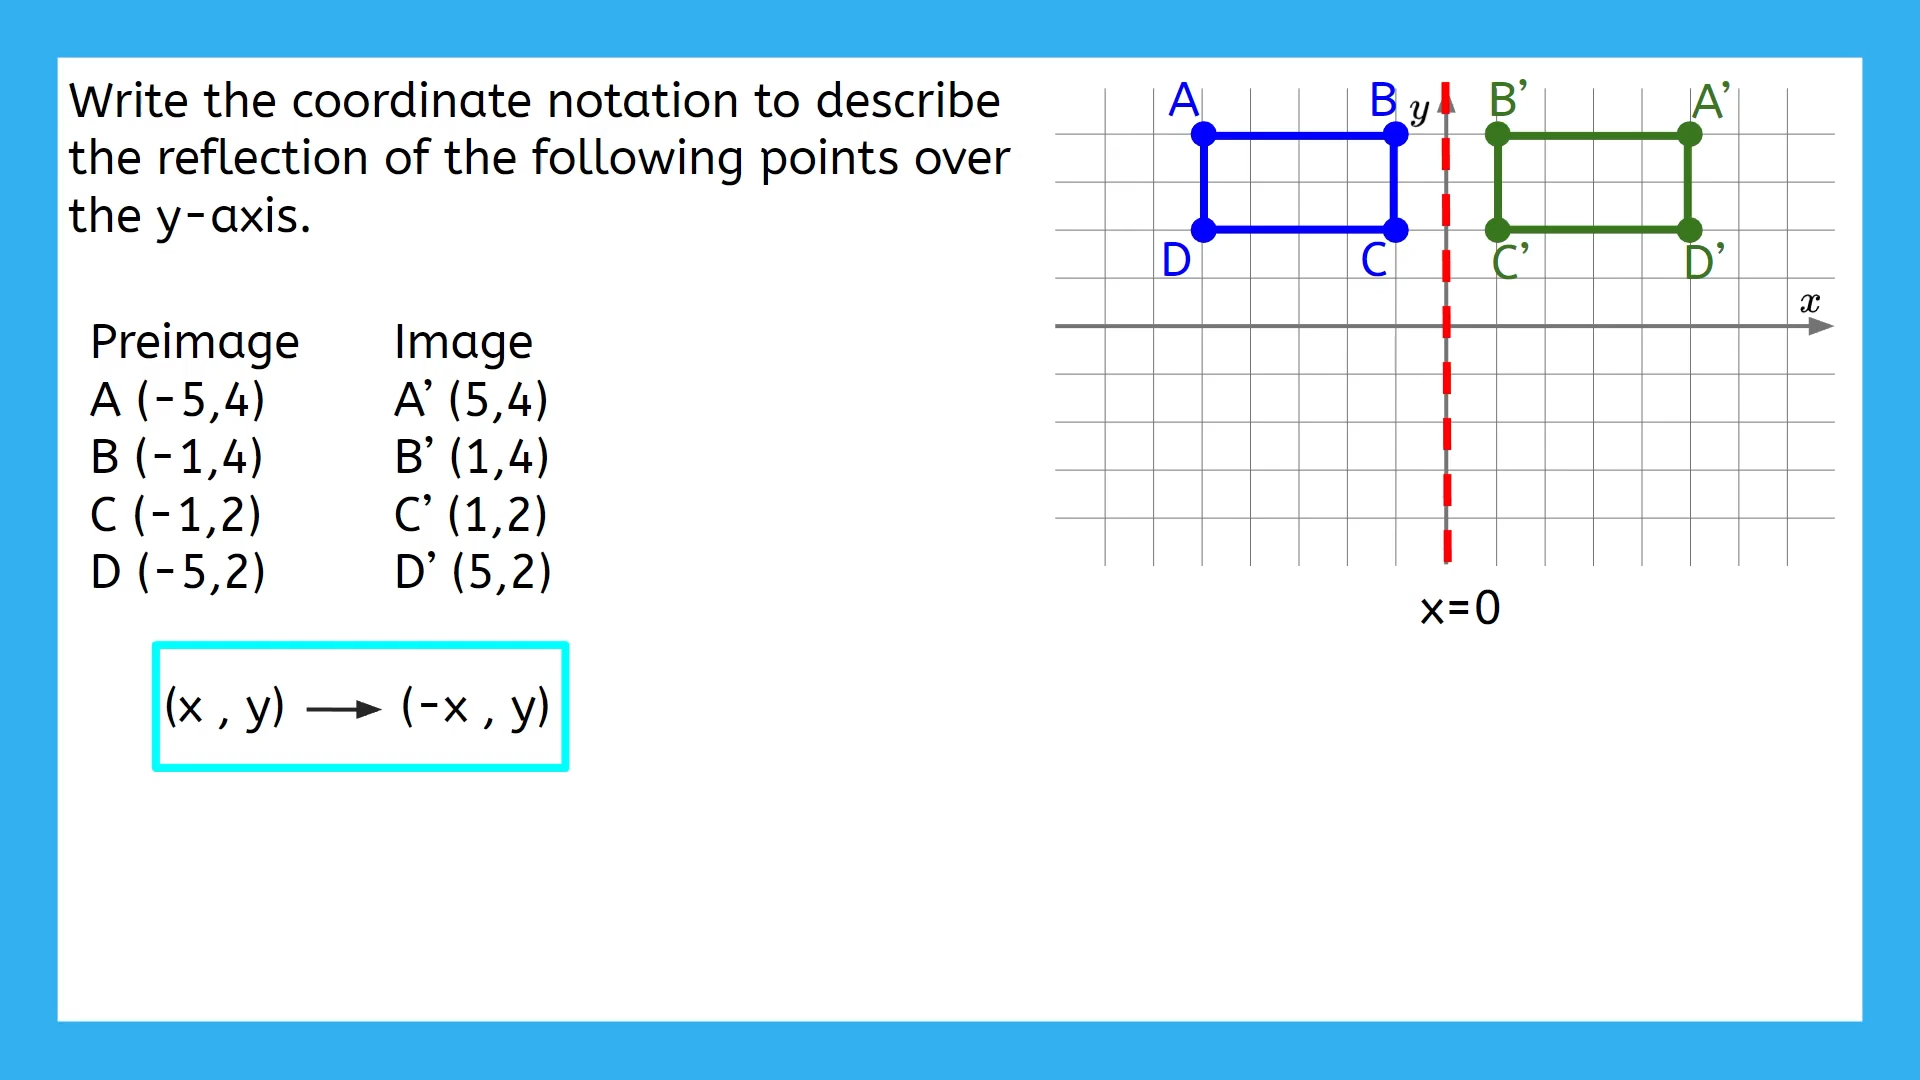 Write the coordinate notation to describe
the reflection of the following points over
the y-axis.
Preimage Image
A (-5,4) A’ (5,4)
B (-1,4) B’ (1,4)
C (-1,2) C’ (1,2)
D (-5,2) D’ (5,2)
(x , y) → (-x , y)
A B y B’ A’
D C C’ D’
x
x=0